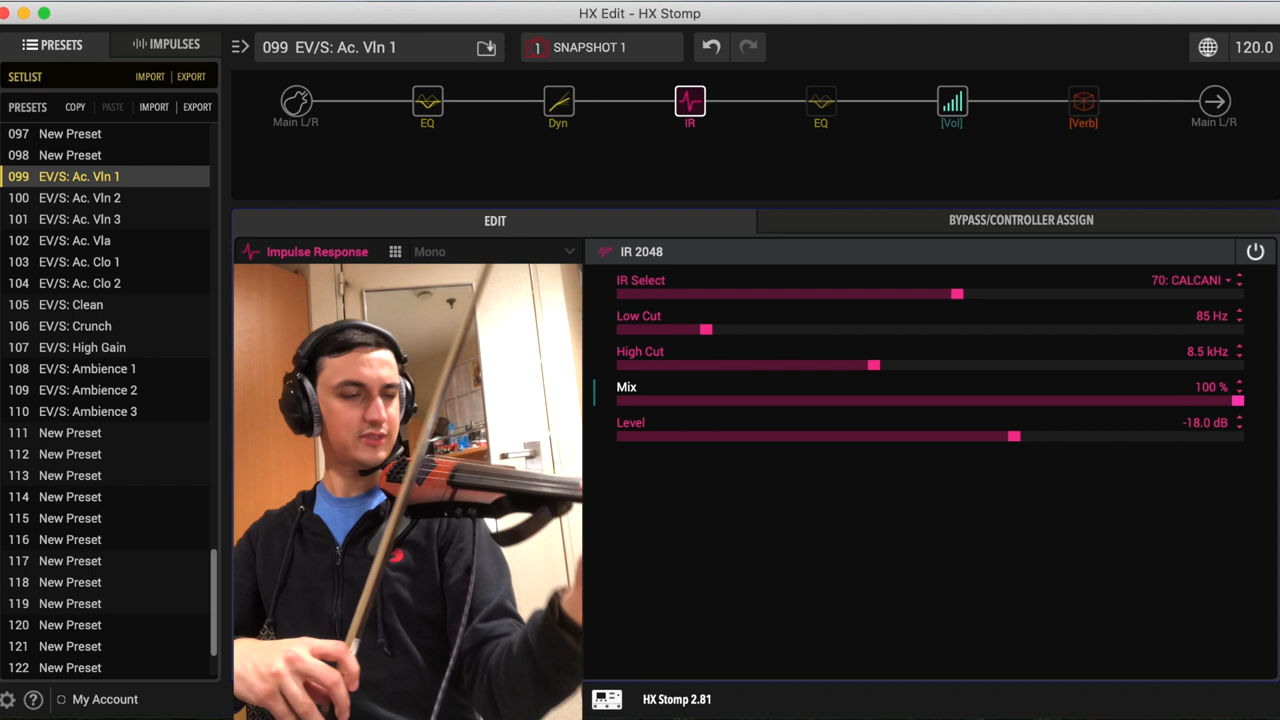 HX Edit - HX Stomp
PRESETS
IMPULSES
099 EV/S: Ac. Vln 1
1 SNAPSHOT 1
120.0
SETLIST IMPORT | EXPORT
PRESETS COPY PASTE IMPORT EXPORT
097 New Preset
098 New Preset
099 EV/S: Ac. Vln 1
100 EV/S: Ac. Vln 2
101 EV/S: Ac. Vln 3
102 EV/S: Ac. Vla
103 EV/S: Ac. Clo 1
104 EV/S: Ac. Clo 2
105 EV/S: Clean
106 EV/S: Crunch
107 EV/S: High Gain
108 EV/S: Ambience 1
109 EV/S: Ambience 2
110 EV/S: Ambience 3
111 New Preset
112 New Preset
113 New Preset
114 New Preset
115 New Preset
116 New Preset
117 New Preset
118 New Preset
119 New Preset
120 New Preset
121 New Preset
122 New Preset
? My Account
Main L/R EQ Dyn IR EQ [Vol] [Verb] Main L/R
EDIT
BYPASS/CONTROLLER ASSIGN
Impulse Response Mono
IR 2048
IR Select 70: CALCANI
Low Cut 85 Hz
High Cut 8.5 kHz
Mix 100 %
Level -18.0 dB
HX Stomp 2.81